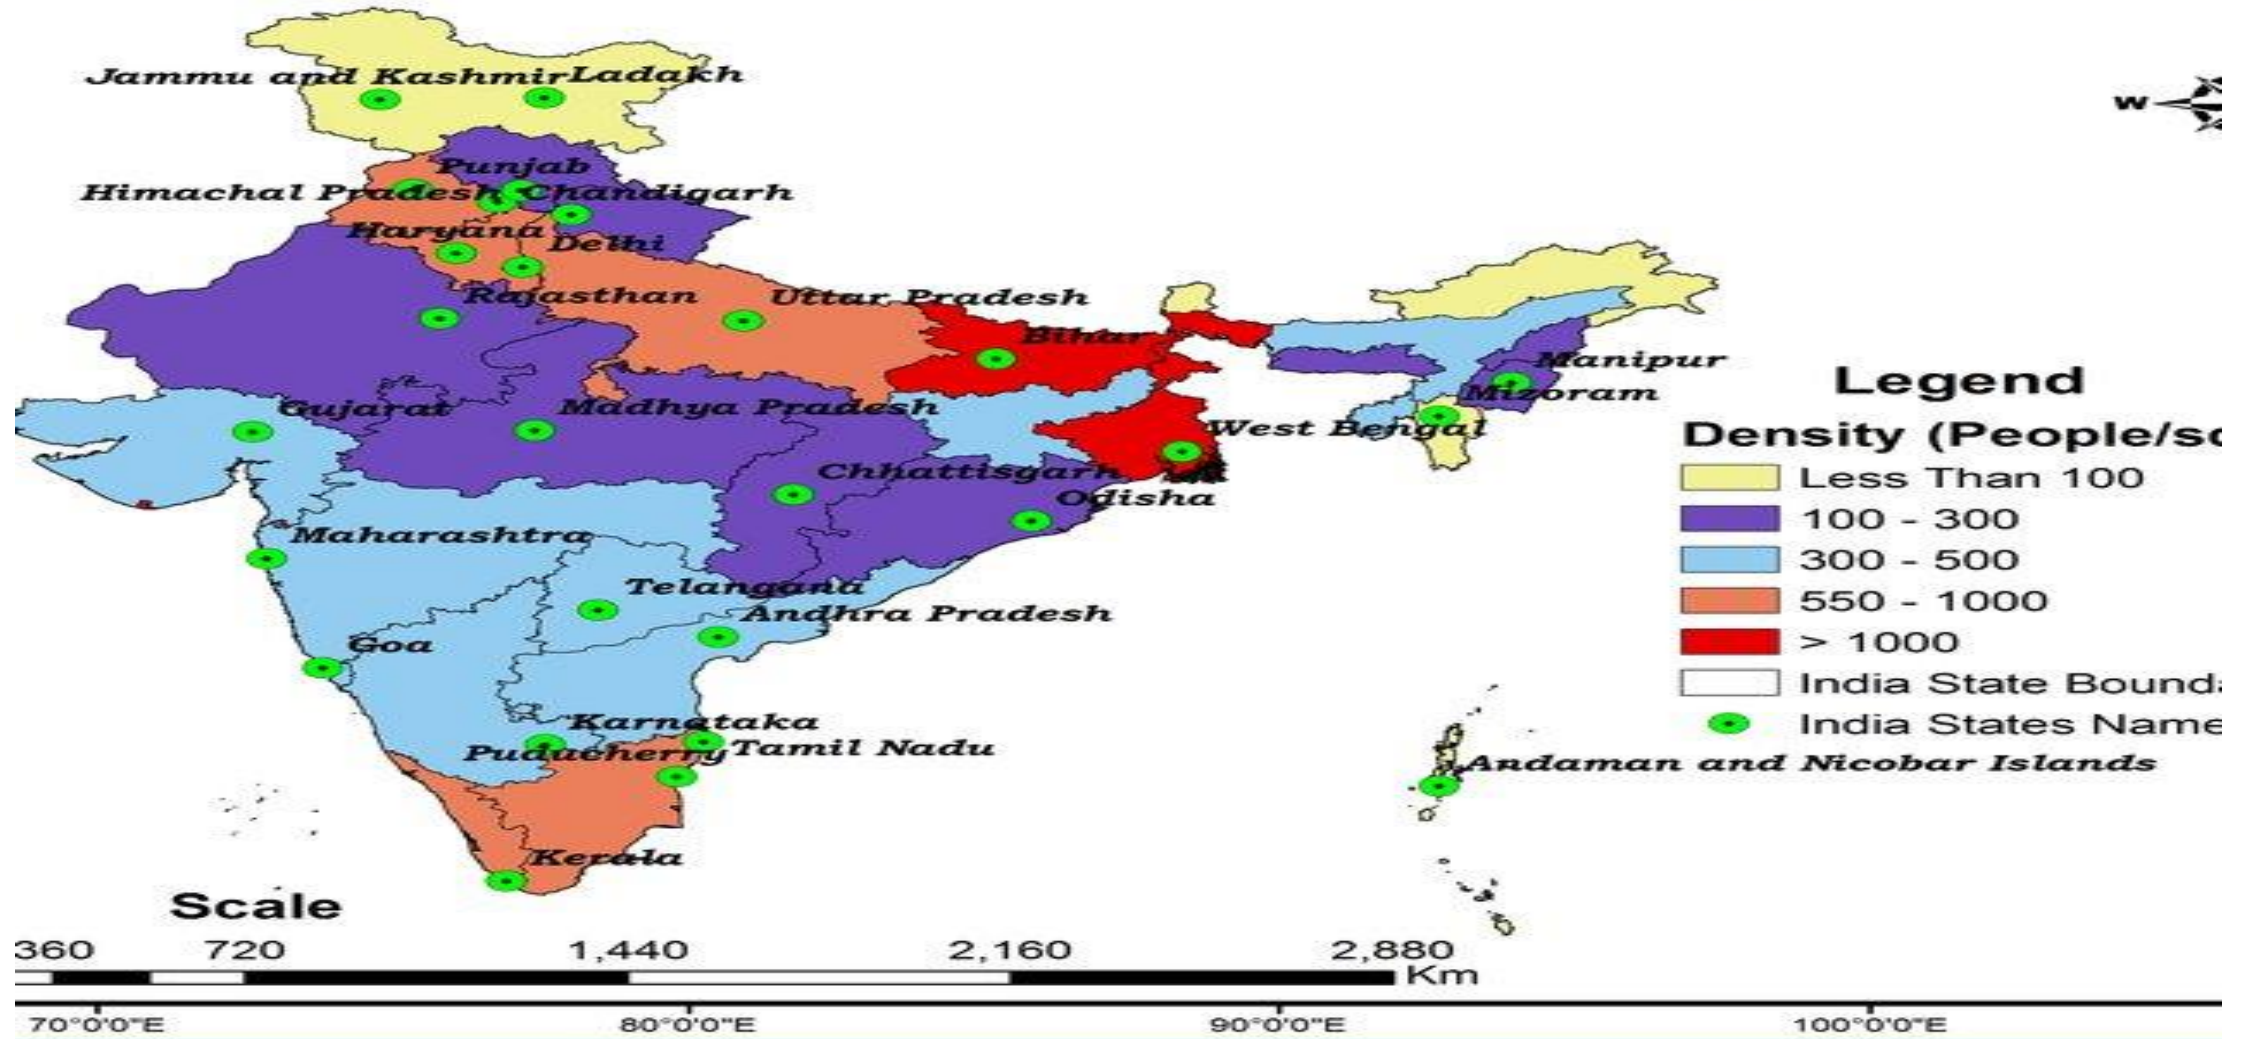 Jammu and Kashmir
Ladakh
W
Punjab
Himachal Pradesh
Chandigarh
Haryana
Delhi
Rajasthan
Uttar Pradesh
Bihar
Manipur
Mizoram
Gujarat
Madhya Pradesh
West Bengal
Chhattisgarh
Odisha
Maharashtra
Telangana
Andhra Pradesh
Goa
Karnataka
Puducherry
Tamil Nadu
Andaman and Nicobar Islands
Kerala
Legend
Density (People/sq
Less Than 100
100 - 300
300 - 500
550 - 1000
> 1000
India State Bounda
India States Name
Scale
360 720 1,440 2,160 2,880
Km
70°0'0"E 80°0'0"E 90°0'0"E 100°0'0"E